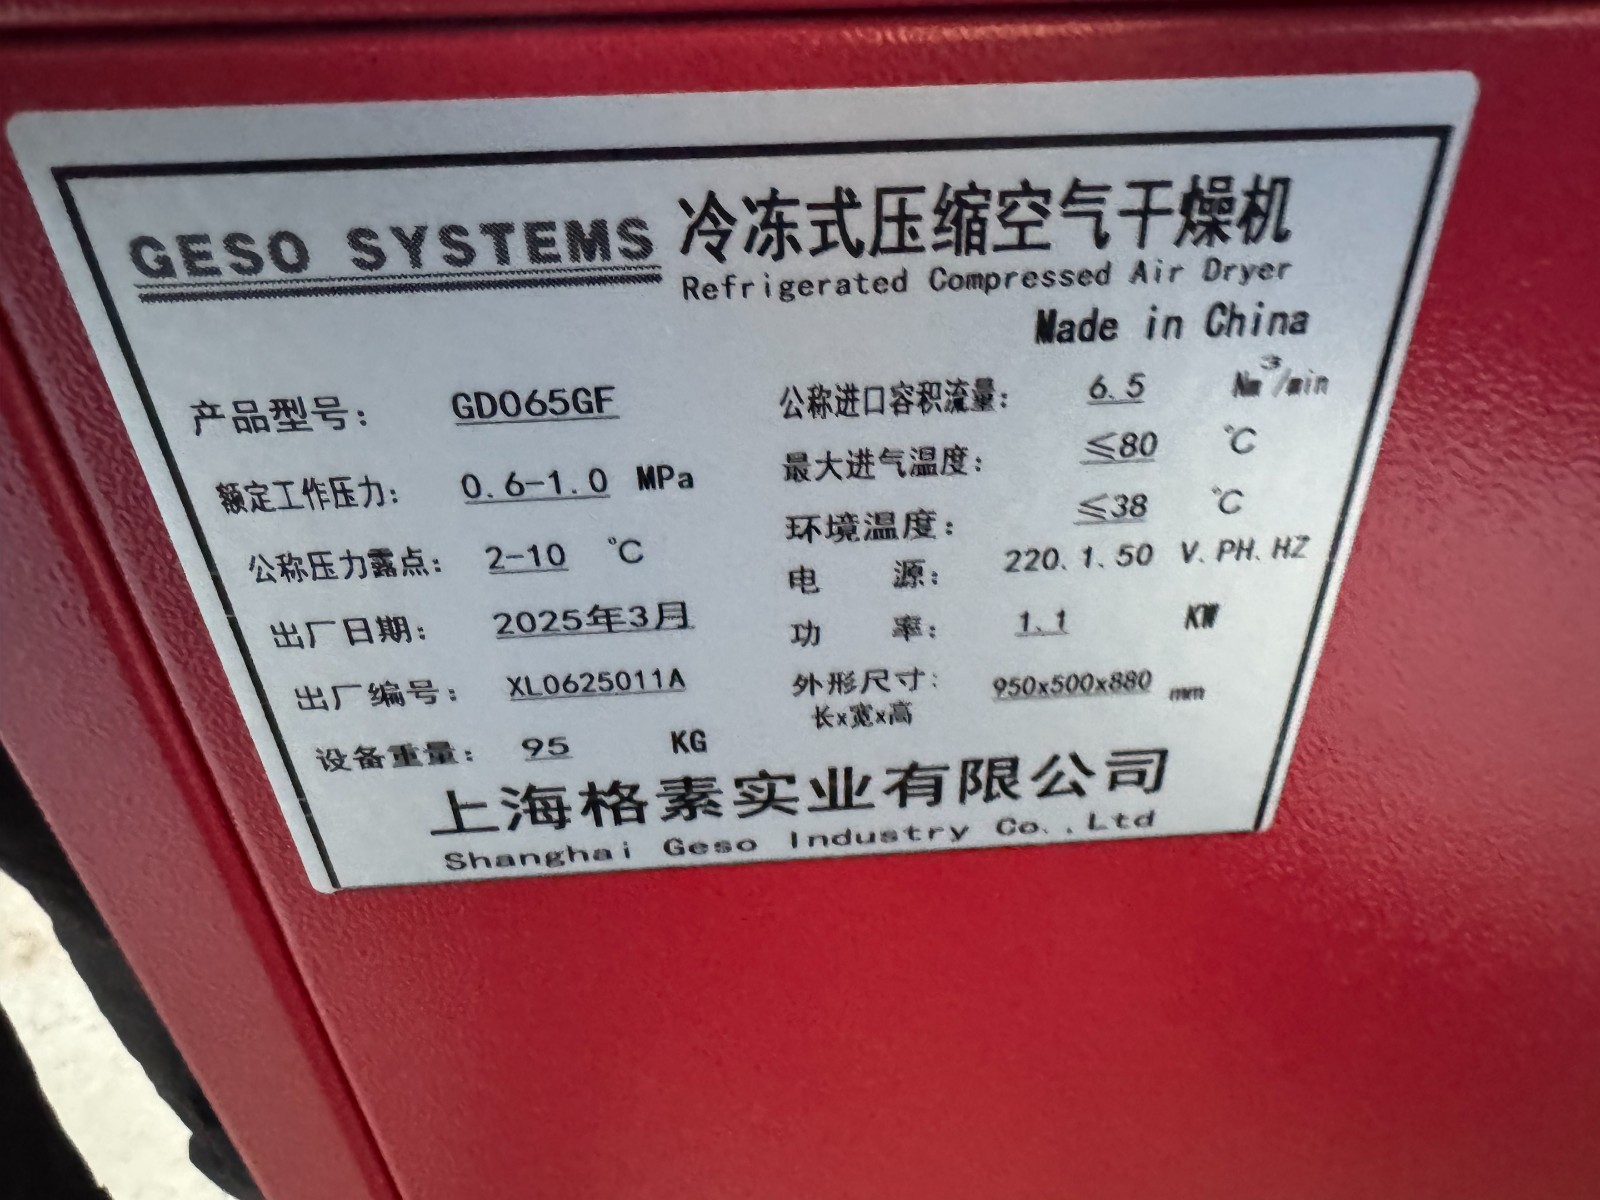 GESO SYSTEMS 冷冻式压缩空气干燥机
Refrigerated Compressed Air Dryer
Made in China
产品型号: GD065GF
额定工作压力: 0.6-1.0 MPa
公称压力露点: 2-10 ℃
出厂日期: 2025年3月
出厂编号: XL0625011A
设备重量: 95 KG
公称进口容积流量: 6.5 Nm³/min
最大进气温度: ≤80 ℃
环境温度: ≤38 ℃
电 源: 220.1.50 V.PH.HZ
功 率: 1.1 KW
外形尺寸: 950x500x880 mm
长x宽x高
上海格素实业有限公司
Shanghai Geso Industry Co.,Ltd